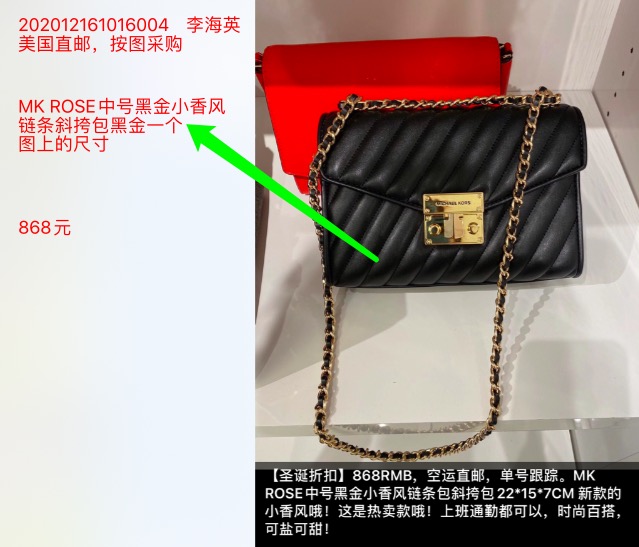 202012161016004 李海英
美国直邮，按图采购
MK ROSE中号黑金小香风
链条斜挎包黑金一个
图上的尺寸
868元
MICHAEL KORS
【圣诞折扣】868RMB，空运直邮，单号跟踪。MK
ROSE中号黑金小香风链条包斜挎包22*15*7CM 新款的
小香风哦！这是热卖款哦！上班通勤都可以，时尚百搭，
可盐可甜！